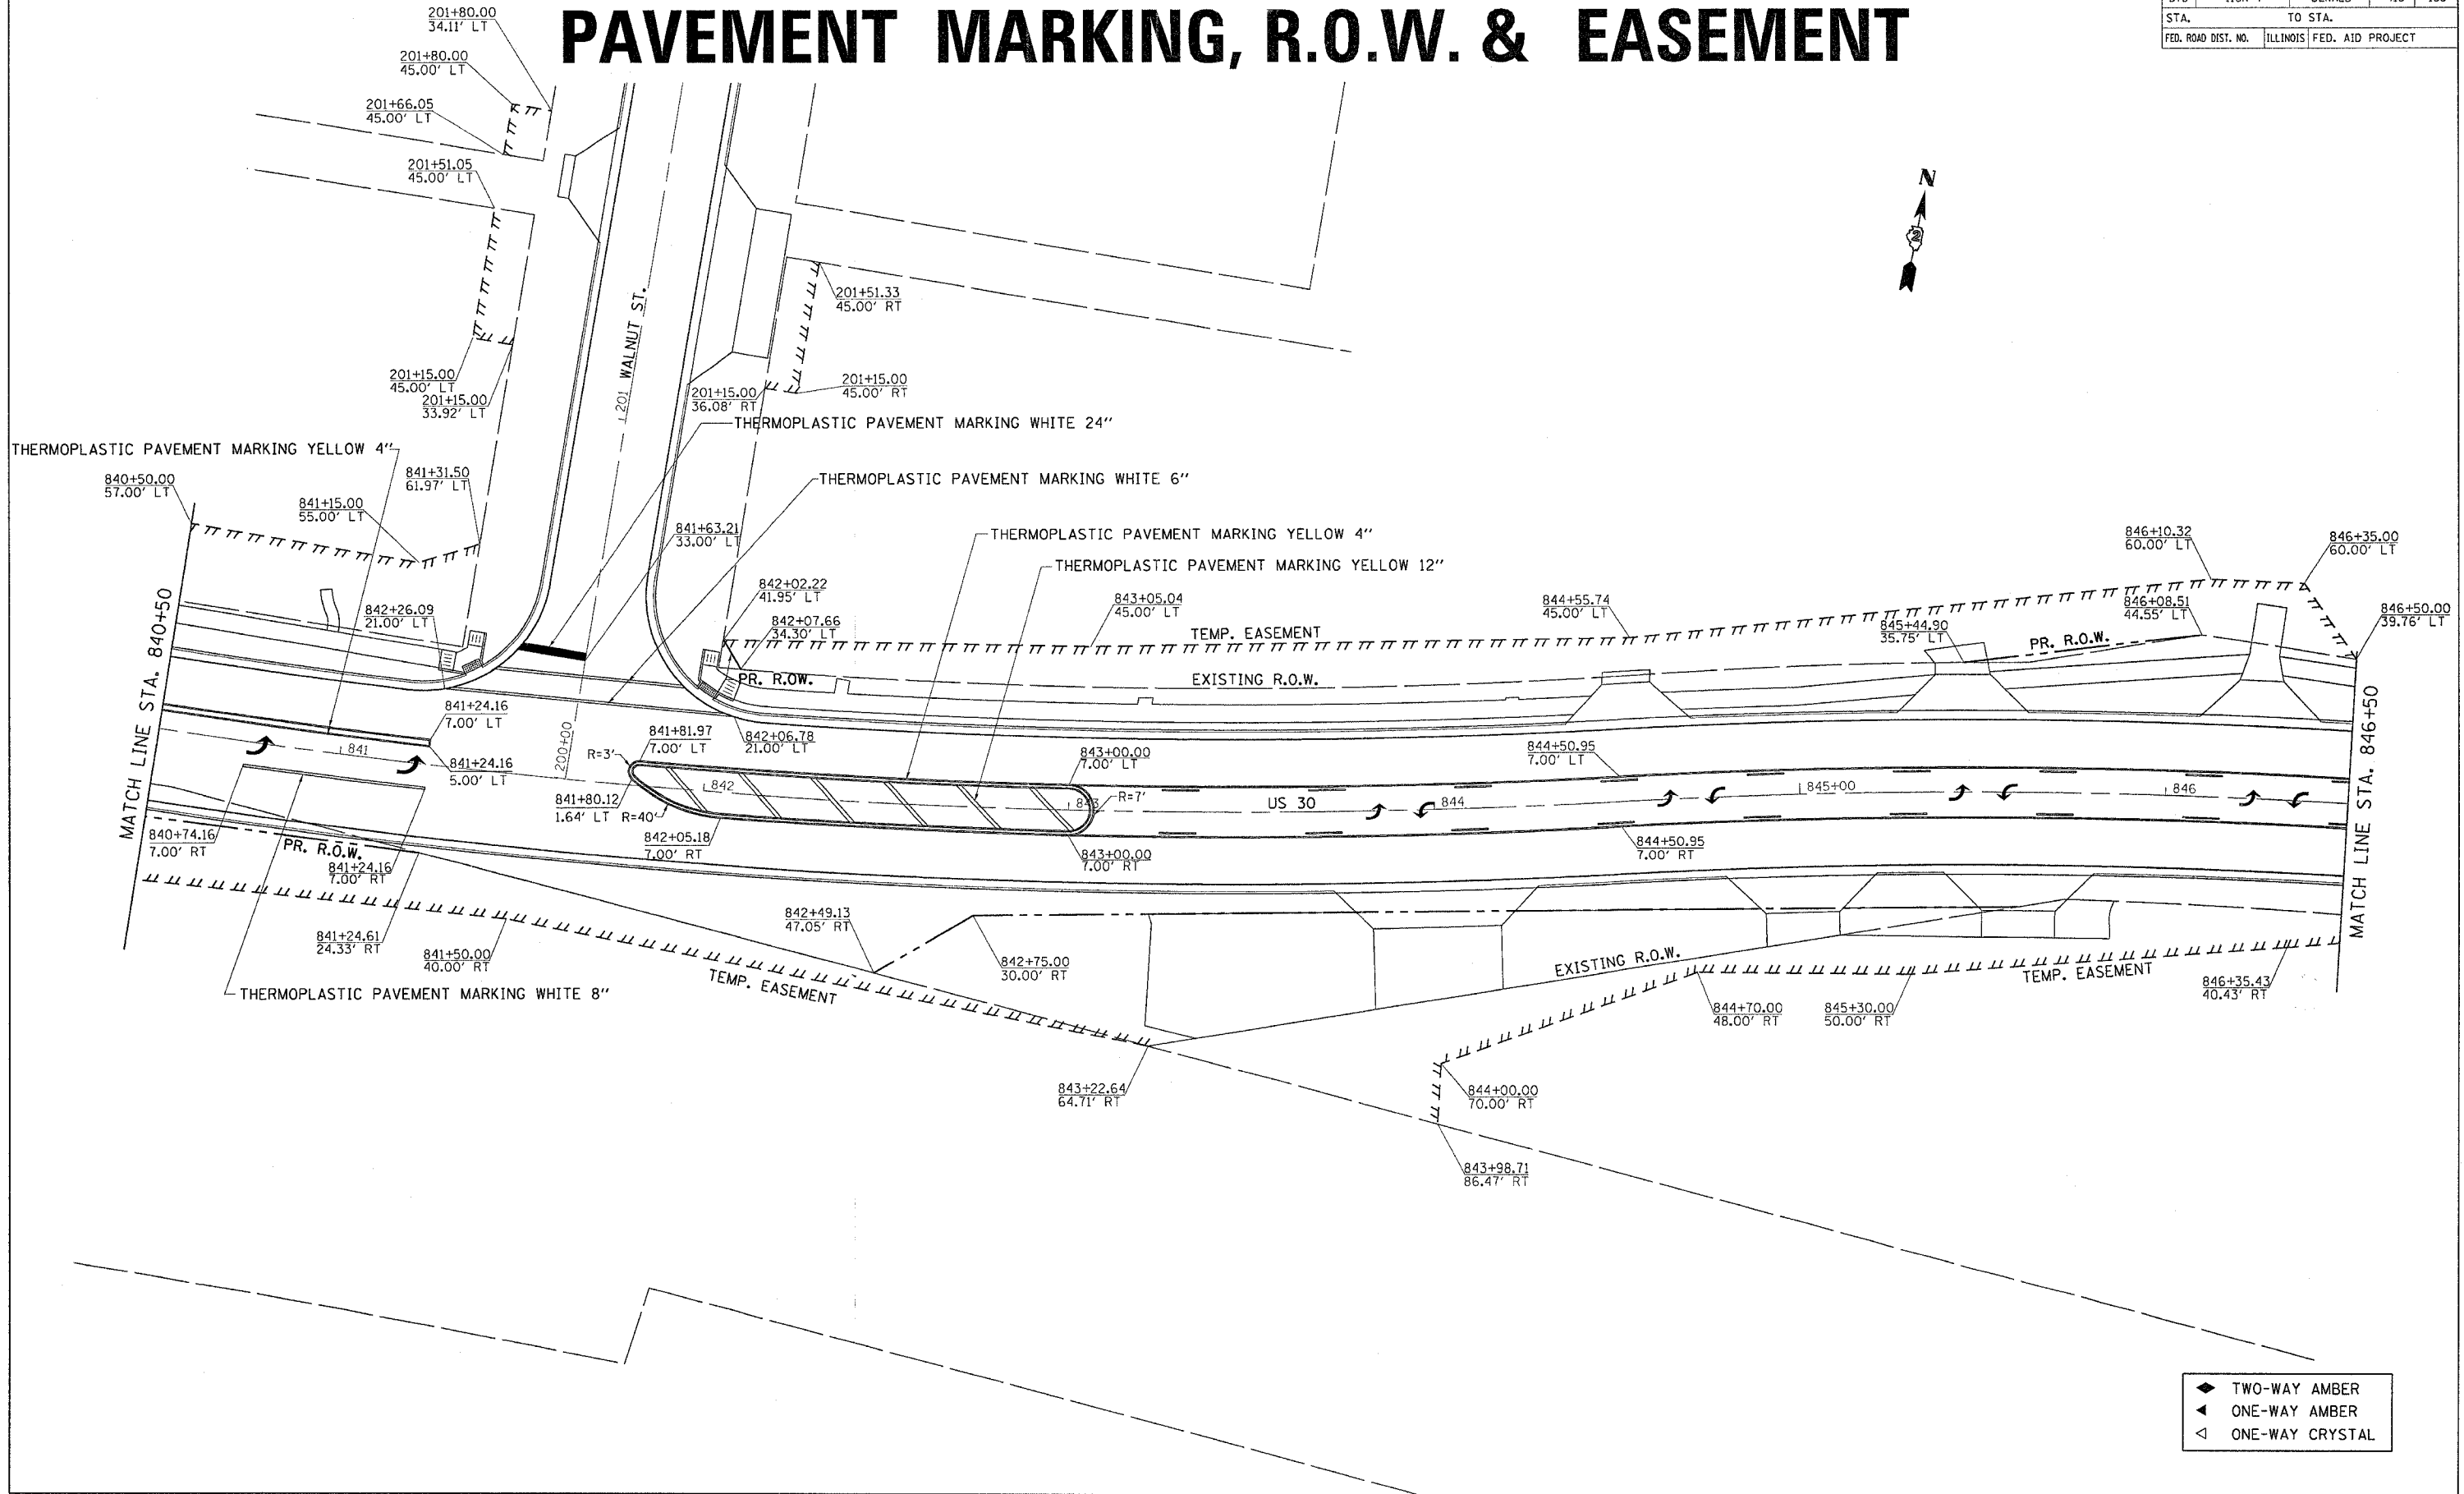 PAVEMENT MARKING, R.O.W. & EASEMENT
STA. TO STA.
FED. ROAD DIST. NO. ILLINOIS FED. AID PROJECT
201+80.00
34.11' LT
201+80.00
45.00' LT
201+66.05
45.00' LT
201+51.05
45.00' LT
N
2
201+51.33
45.00' RT
201 WALNUT ST.
201+15.00
45.00' LT
201+15.00
33.92' LT
201+15.00
36.08' RT
201+15.00
45.00' RT
THERMOPLASTIC PAVEMENT MARKING WHITE 24"
THERMOPLASTIC PAVEMENT MARKING YELLOW 4"
THERMOPLASTIC PAVEMENT MARKING WHITE 6"
840+50.00
57.00' LT
841+31.50
61.97' LT
841+15.00
55.00' LT
841+63.21
33.00' LT
THERMOPLASTIC PAVEMENT MARKING YELLOW 4"
THERMOPLASTIC PAVEMENT MARKING YELLOW 12"
846+10.32
60.00' LT
846+35.00
60.00' LT
842+02.22
41.95' LT
843+05.04
45.00' LT
844+55.74
45.00' LT
846+08.51
44.55' LT
846+50.00
39.76' LT
842+26.09
21.00' LT
842+07.66
34.30' LT
TEMP. EASEMENT
845+44.90
35.75' LT
PR. R.O.W.
PR. R.OW.
EXISTING R.O.W.
MATCH LINE STA. 840+50
841+24.16
7.00' LT
841
841+24.16
5.00' LT
200+00
R=3'
841+81.97
7.00' LT
842+06.78
21.00' LT
843+00.00
7.00' LT
844+50.95
7.00' LT
MATCH LINE STA. 846+50
842
843
R=7'
US 30
844
845+00
846
841+80.12
1.64' LT
R=40'
842+05.18
7.00' RT
843+00.00
7.00' RT
844+50.95
7.00' RT
840+74.16
7.00' RT
PR. R.O.W.
841+24.16
7.00' RT
841+24.61
24.33' RT
841+50.00
40.00' RT
842+49.13
47.05' RT
842+75.00
30.00' RT
THERMOPLASTIC PAVEMENT MARKING WHITE 8"
TEMP. EASEMENT
EXISTING R.O.W.
TEMP. EASEMENT
844+70.00
48.00' RT
845+30.00
50.00' RT
846+35.43
40.43' RT
843+22.64
64.71' RT
844+00.00
70.00' RT
843+98.71
86.47' RT
TWO-WAY AMBER
ONE-WAY AMBER
ONE-WAY CRYSTAL